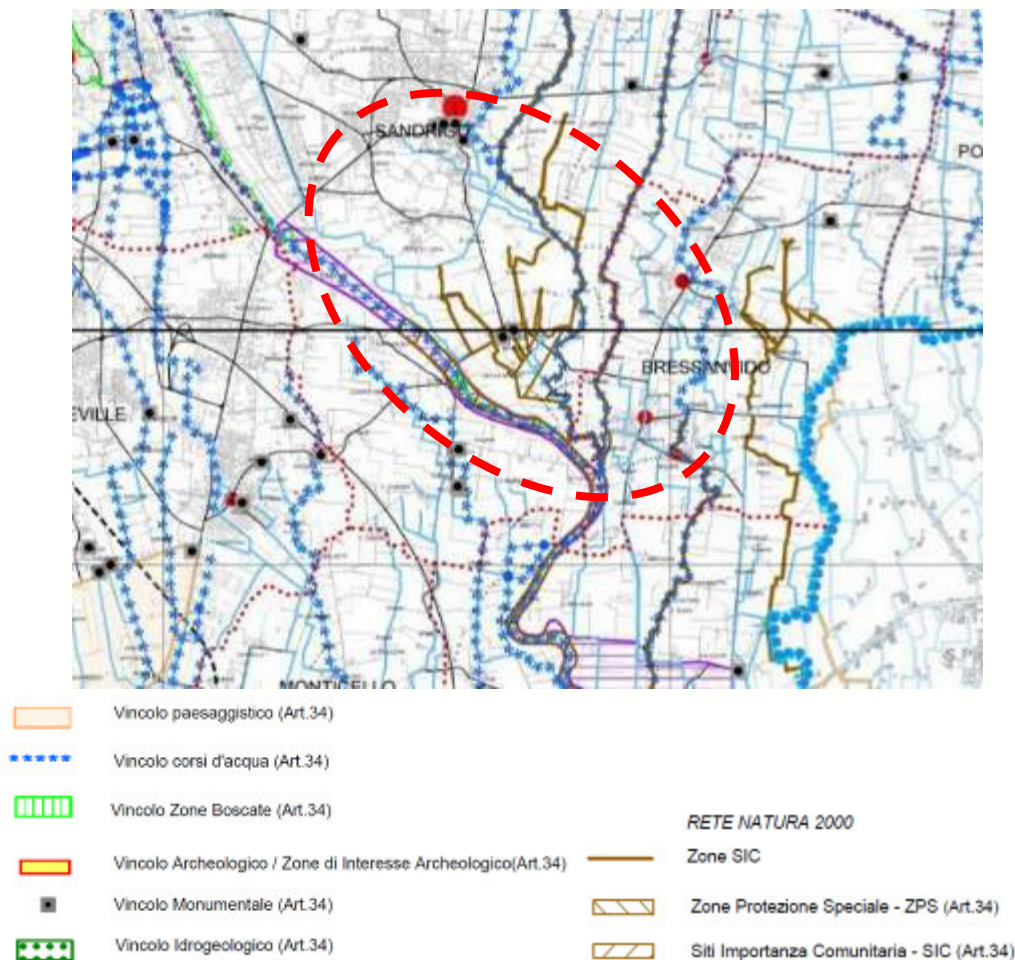 SANDRIGO
PO
BRESSANVIDO
EVILLE
MONTICELLO
Vincolo paesaggistico (Art.34)
Vincolo corsi d'acqua (Art.34)
Vincolo Zone Boscate (Art.34)
Vincolo Archeologico / Zone di Interesse Archeologico(Art.34)
Vincolo Monumentale (Art.34)
Vincolo Idrogeologico (Art.34)
RETE NATURA 2000
Zone SIC
Zone Protezione Speciale - ZPS (Art.34)
Siti Importanza Comunitaria - SIC (Art.34)